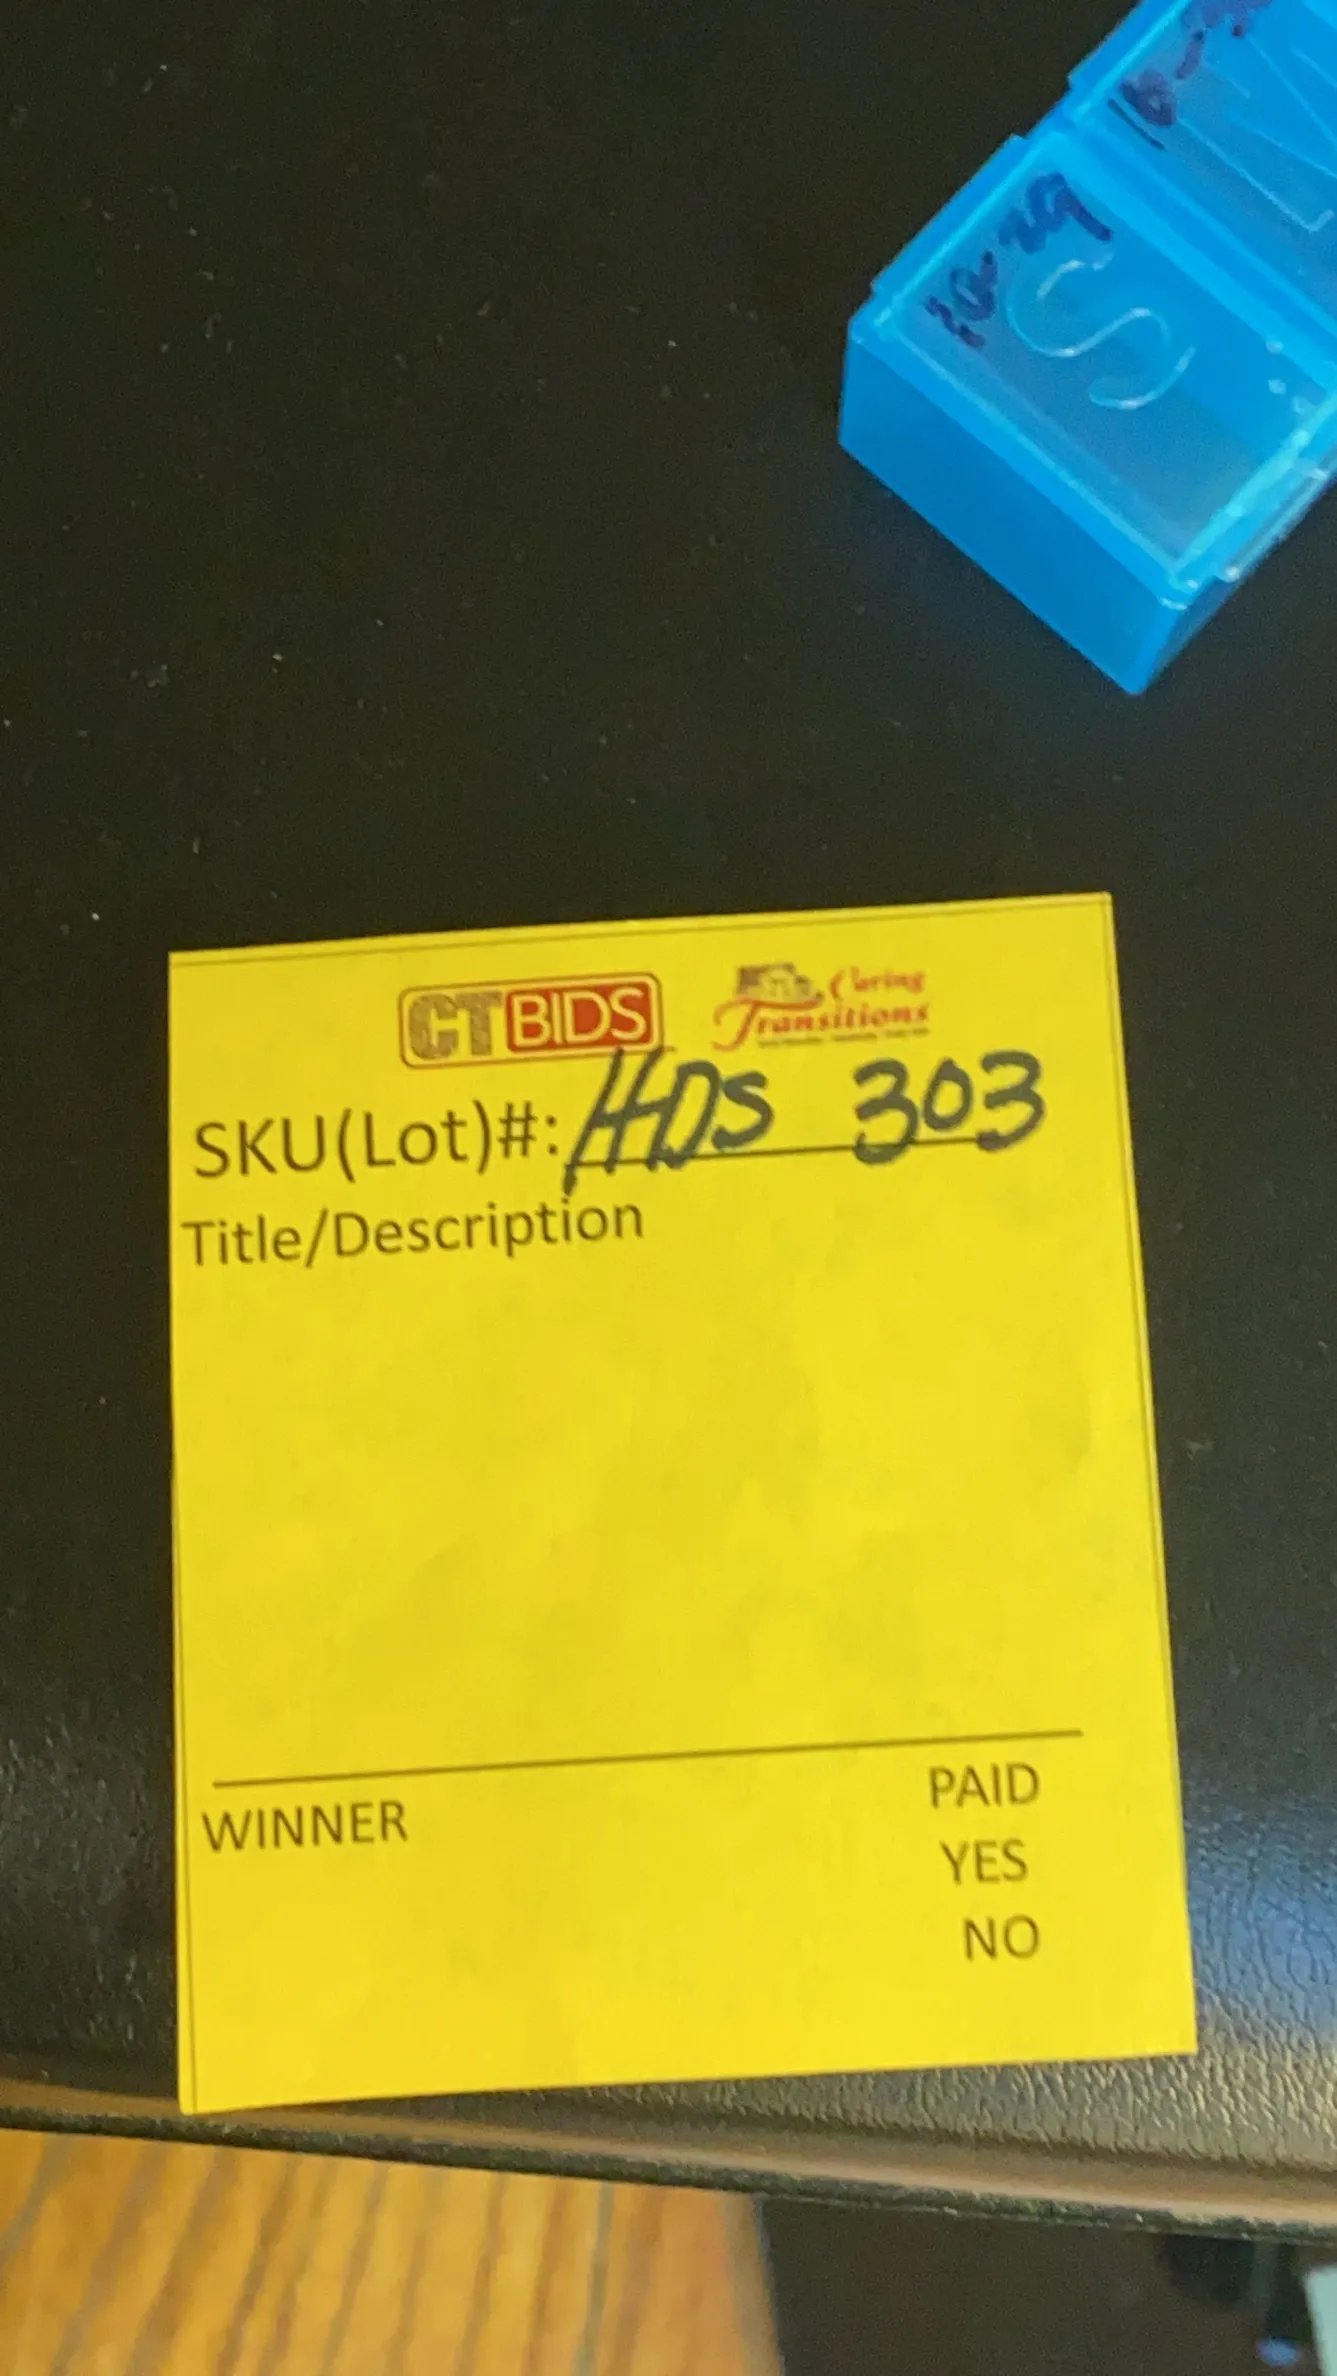 S
CTBIDS
Caring
Transitions
SKU(Lot)#: HDS 303
Title/Description
WINNER
PAID
YES
NO